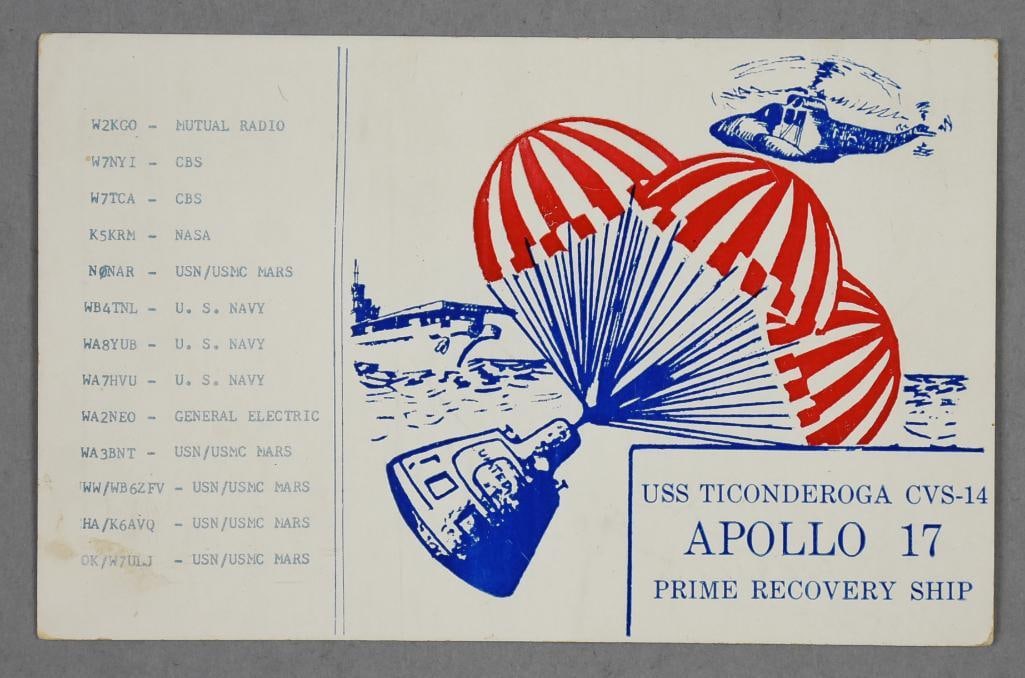 W2KGO - MUTUAL RADIO
W7NYI - CBS
W7TCA - CBS
K5KRM - NASA
NØNAR - USN/USMC MARS
WB4TNL - U. S. NAVY
WA8YUB - U. S. NAVY
WA7HVU - U. S. NAVY
WA2NEO - GENERAL ELECTRIC
WA3BNT - USN/USMC MARS
WW/WB6ZFV - USN/USMC MARS
HA/K6AVQ - USN/USMC MARS
OK/W7ULJ - USN/USMC MARS
UNITED
USS TICONDEROGA CVS-14
APOLLO 17
PRIME RECOVERY SHIP